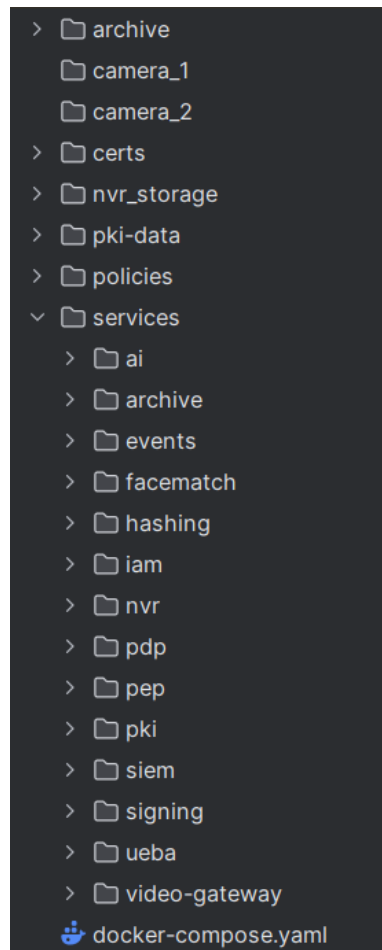 archive
camera_1
camera_2
certs
nvr_storage
pki-data
policies
services
ai
archive
events
facematch
hashing
iam
nvr
pdp
pep
pki
siem
signing
ueba
video-gateway
docker-compose.yaml